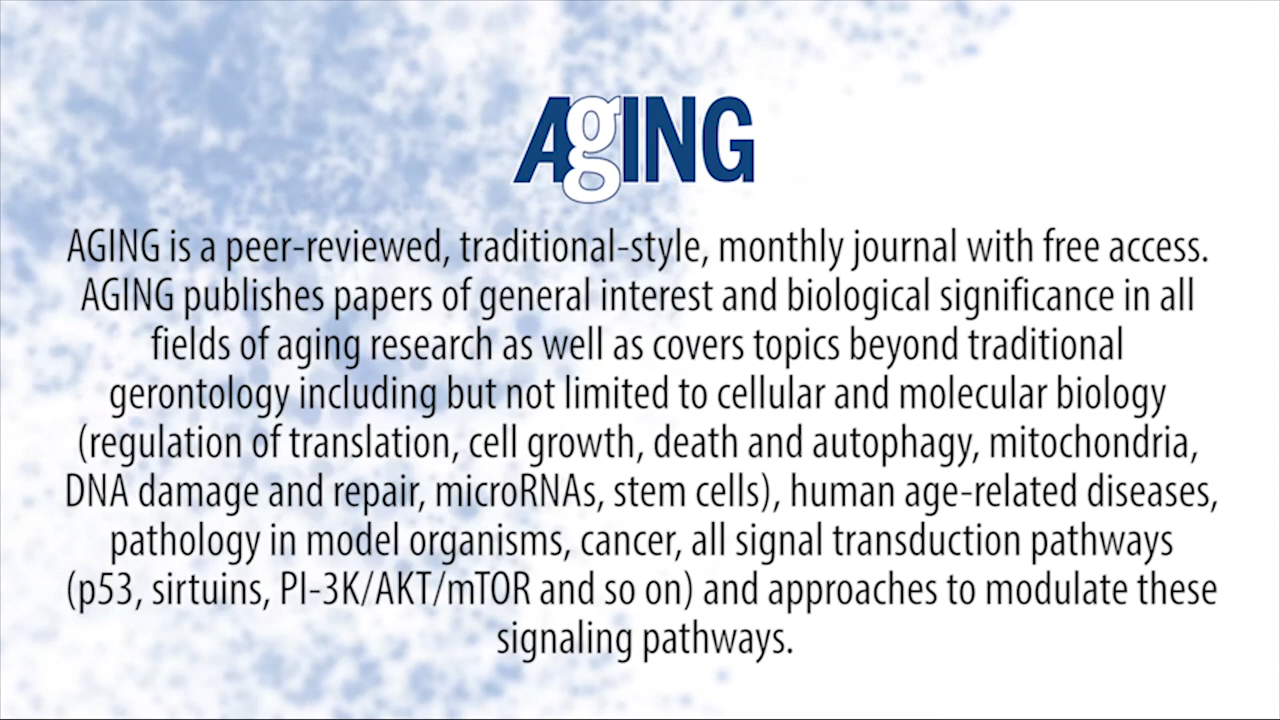 AgING
AGING is a peer-reviewed, traditional-style, monthly journal with free access.
AGING publishes papers of general interest and biological significance in all
fields of aging research as well as covers topics beyond traditional
gerontology including but not limited to cellular and molecular biology
(regulation of translation, cell growth, death and autophagy, mitochondria,
DNA damage and repair, microRNAs, stem cells), human age-related diseases,
pathology in model organisms, cancer, all signal transduction pathways
(p53, sirtuins, PI-3K/AKT/mTOR and so on) and approaches to modulate these
signaling pathways.